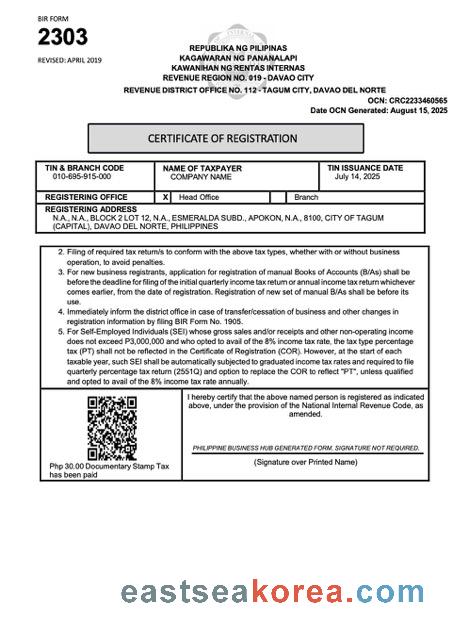 BIR FORM
2303
REVISED: APRIL 2019
REPUBLIKA NG PILIPINAS
KAGAWARAN NG PANANALAPI
KAWANIHAN NG RENTAS INTERNAS
REVENUE REGION NO. 019 - DAVAO CITY
REVENUE DISTRICT OFFICE NO. 112 - TAGUM CITY, DAVAO DEL NORTE
OCN: CRC2233460565
Date OCN Generated: August 15, 2025
CERTIFICATE OF REGISTRATION
TIN & BRANCH CODE
010-695-915-000
NAME OF TAXPAYER
COMPANY NAME
TIN ISSUANCE DATE
July 14, 2025
REGISTERING OFFICE X Head Office Branch
REGISTERING ADDRESS
N.A., N.A., BLOCK 2 LOT 12, N.A., ESMERALDA SUBD., APOKON, N.A., 8100, CITY OF TAGUM
(CAPITAL), DAVAO DEL NORTE, PHILIPPINES
2. Filing of required tax return/s to conform with the above tax types, whether with or without business
operation, to avoid penalties.
3. For new business registrants, application for registration of manual Books of Accounts (B/As) shall be
before the deadline for filing of the initial quarterly income tax return or annual income tax return whichever
comes earlier, from the date of registration. Registration of new set of manual B/As shall be before its
use.
4. Immediately inform the district office in case of transfer/cessation of business and other changes in
registration information by filing BIR Form No. 1905.
5. For Self-Employed Individuals (SEI) whose gross sales and/or receipts and other non-operating income
does not exceed P3,000,000 and who opted to avail of the 8% income tax rate, the tax type percentage
tax (PT) shall not be reflected in the Certificate of Registration (COR). However, at the start of each
taxable year, such SEI shall be automatically subjected to graduated income tax rates and required to file
quarterly percentage tax return (2551Q) and option to replace the COR to reflect "PT", unless qualified
and opted to avail of the 8% income tax rate annually.
Php 30.00 Documentary Stamp Tax
has been paid
I hereby certify that the above named person is registered as indicated
above, under the provision of the National Internal Revenue Code, as
amended.
PHILIPPINE BUSINESS HUB GENERATED FORM. SIGNATURE NOT REQUIRED.
(Signature over Printed Name)
eastseakorea.com